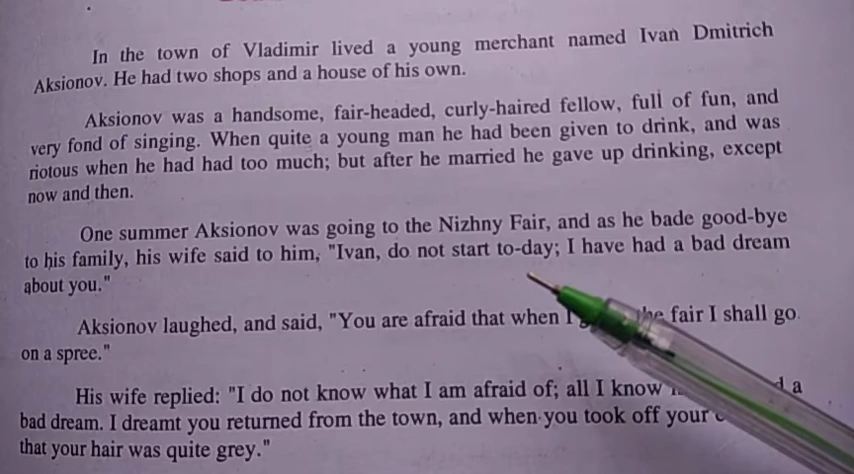 In the town of Vladimir lived a young merchant named Ivan Dmitrich
Aksionov. He had two shops and a house of his own.
Aksionov was a handsome, fair-headed, curly-haired fellow, full of fun, and
very fond of singing. When quite a young man he had been given to drink, and was
riotous when he had had too much; but after he married he gave up drinking, except
now and then.
One summer Aksionov was going to the Nizhny Fair, and as he bade good-bye
to his family, his wife said to him, "Ivan, do not start to-day; I have had a bad dream
about you."
Aksionov laughed, and said, "You are afraid that when I the fair I shall go
on a spree."
His wife replied: "I do not know what I am afraid of; all I know a
bad dream. I dreamt you returned from the town, and when you took off your
that your hair was quite grey."